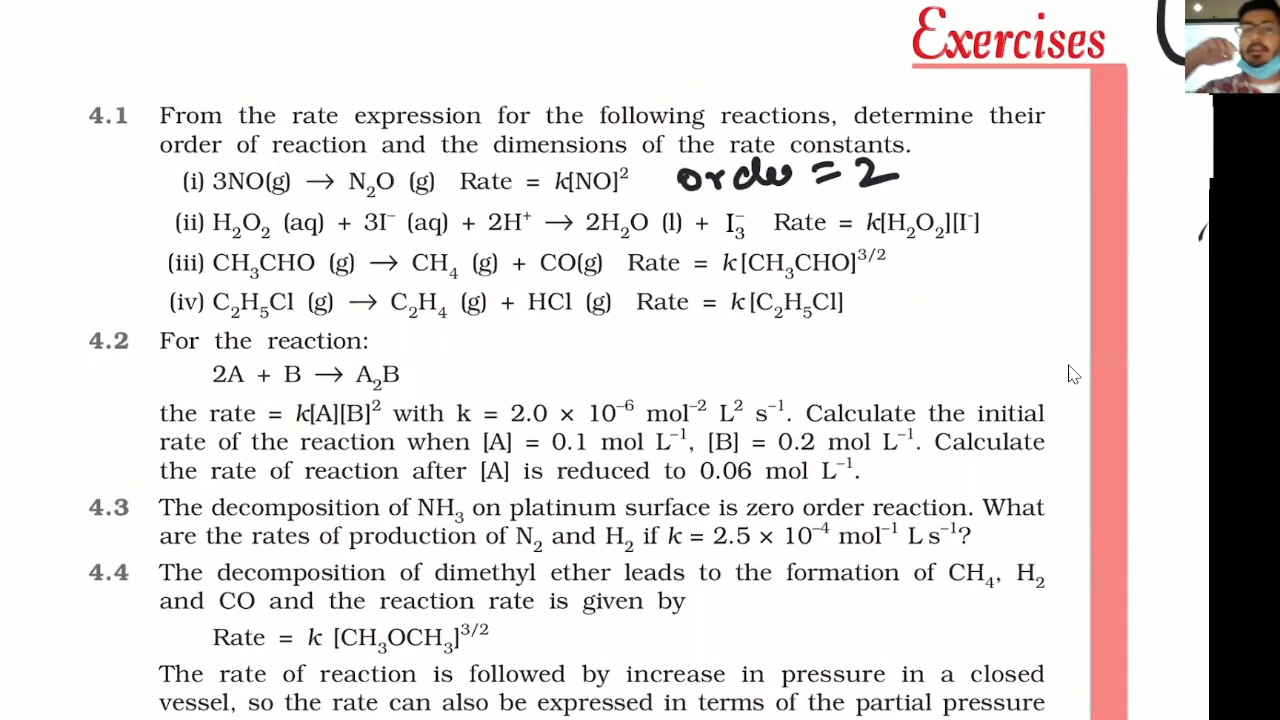 Exercises
4.1 From the rate expression for the following reactions, determine their
order of reaction and the dimensions of the rate constants.
(i) 3NO(g) → N₂O (g) Rate = k[NO]² order = 2
(ii) H₂O₂ (aq) + 3I⁻ (aq) + 2H⁺ → 2H₂O (l) + I₃⁻ Rate = k[H₂O₂][I⁻]
(iii) CH₃CHO (g) → CH₄ (g) + CO(g) Rate = k [CH₃CHO]³ᐟ²
(iv) C₂H₅Cl (g) → C₂H₄ (g) + HCl (g) Rate = k [C₂H₅Cl]
4.2 For the reaction:
2A + B → A₂B
the rate = k[A][B]² with k = 2.0 × 10⁻⁶ mol⁻² L² s⁻¹. Calculate the initial
rate of the reaction when [A] = 0.1 mol L⁻¹, [B] = 0.2 mol L⁻¹. Calculate
the rate of reaction after [A] is reduced to 0.06 mol L⁻¹.
4.3 The decomposition of NH₃ on platinum surface is zero order reaction. What
are the rates of production of N₂ and H₂ if k = 2.5 × 10⁻⁴ mol⁻¹ L s⁻¹?
4.4 The decomposition of dimethyl ether leads to the formation of CH₄, H₂
and CO and the reaction rate is given by
Rate = k [CH₃OCH₃]³ᐟ²
The rate of reaction is followed by increase in pressure in a closed
vessel, so the rate can also be expressed in terms of the partial pressure